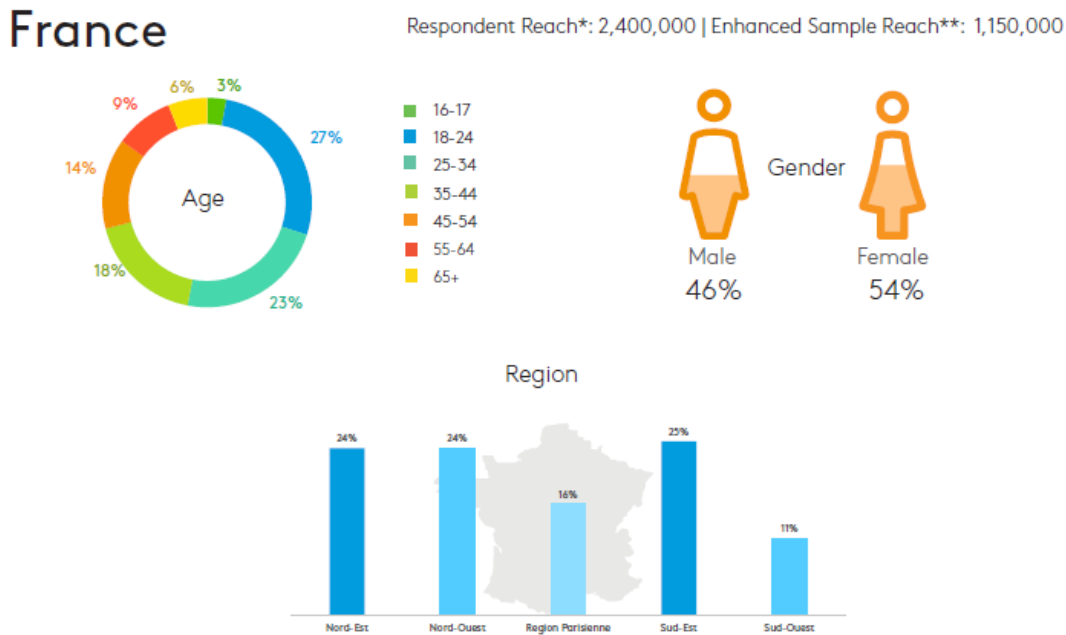 France
Respondent Reach*: 2,400,000 | Enhanced Sample Reach**: 1,150,000
6%
3%
9%
27%
14%
Age
18%
23%
16-17
18-24
25-34
35-44
45-54
55-64
65+
Gender
Male
Female
46%
54%
Region
24%
24%
16%
25%
11%
Nord-Est
Nord-Ouest
Region Parisienne
Sud-Est
Sud-Ouest